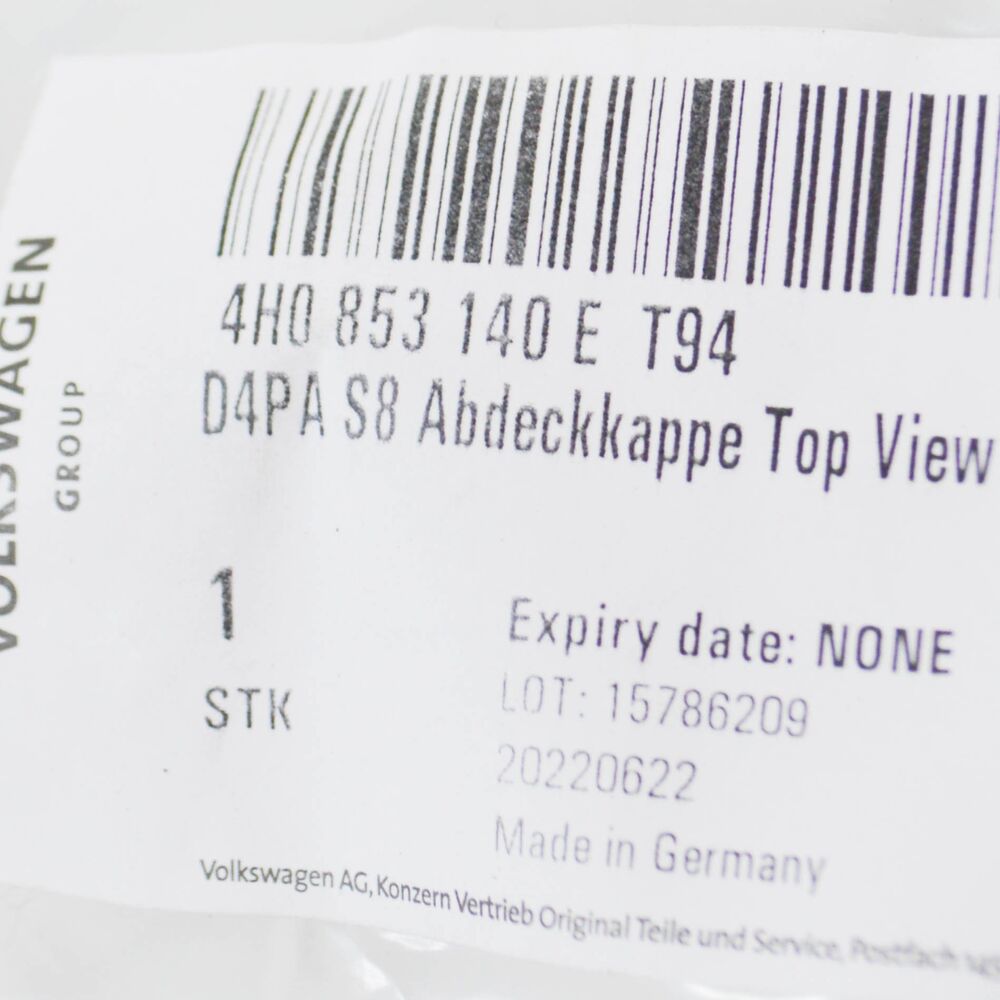 VOLKSWAGEN
GROUP
4H0 853 140 E T94
D4PA S8 Abdeckkappe Top View
1
STK
Expiry date: NONE
LOT: 15786209
20220622
Made in Germany
Volkswagen AG, Konzern Vertrieb Original Teile und Service, Postfach